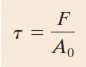 τ = F / A₀